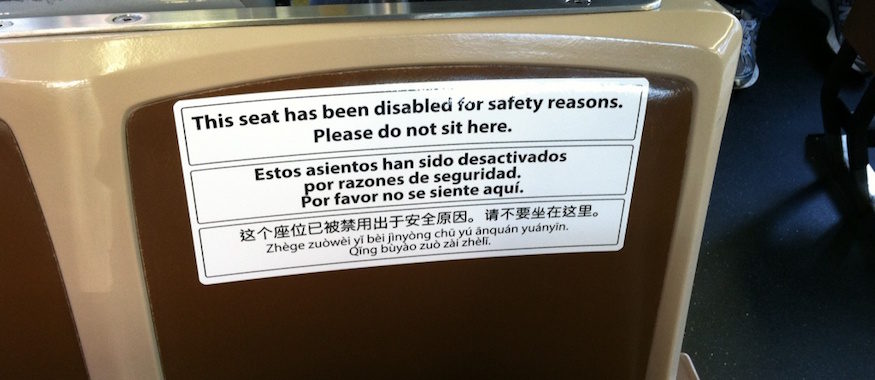 This seat has been disabled for safety reasons.
Please do not sit here.
Estos asientos han sido desactivados
por razones de seguridad.
Por favor no se siente aquí.
这个座位已被禁用出于安全原因。请不要坐在这里。
Zhège zuòwèi yǐ bèi jìnyòng chū yú ānquán yuányīn.
Qǐng bùyào zuò zài zhèlǐ.